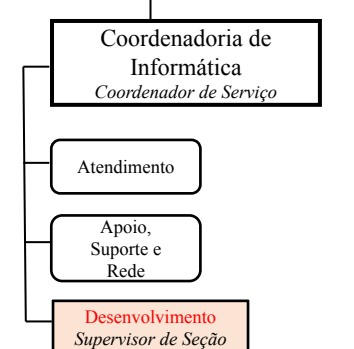 Coordenadoria de
Informática
Coordenador de Serviço
Atendimento
Apoio,
Suporte e
Rede
Desenvolvimento
Supervisor de Seção